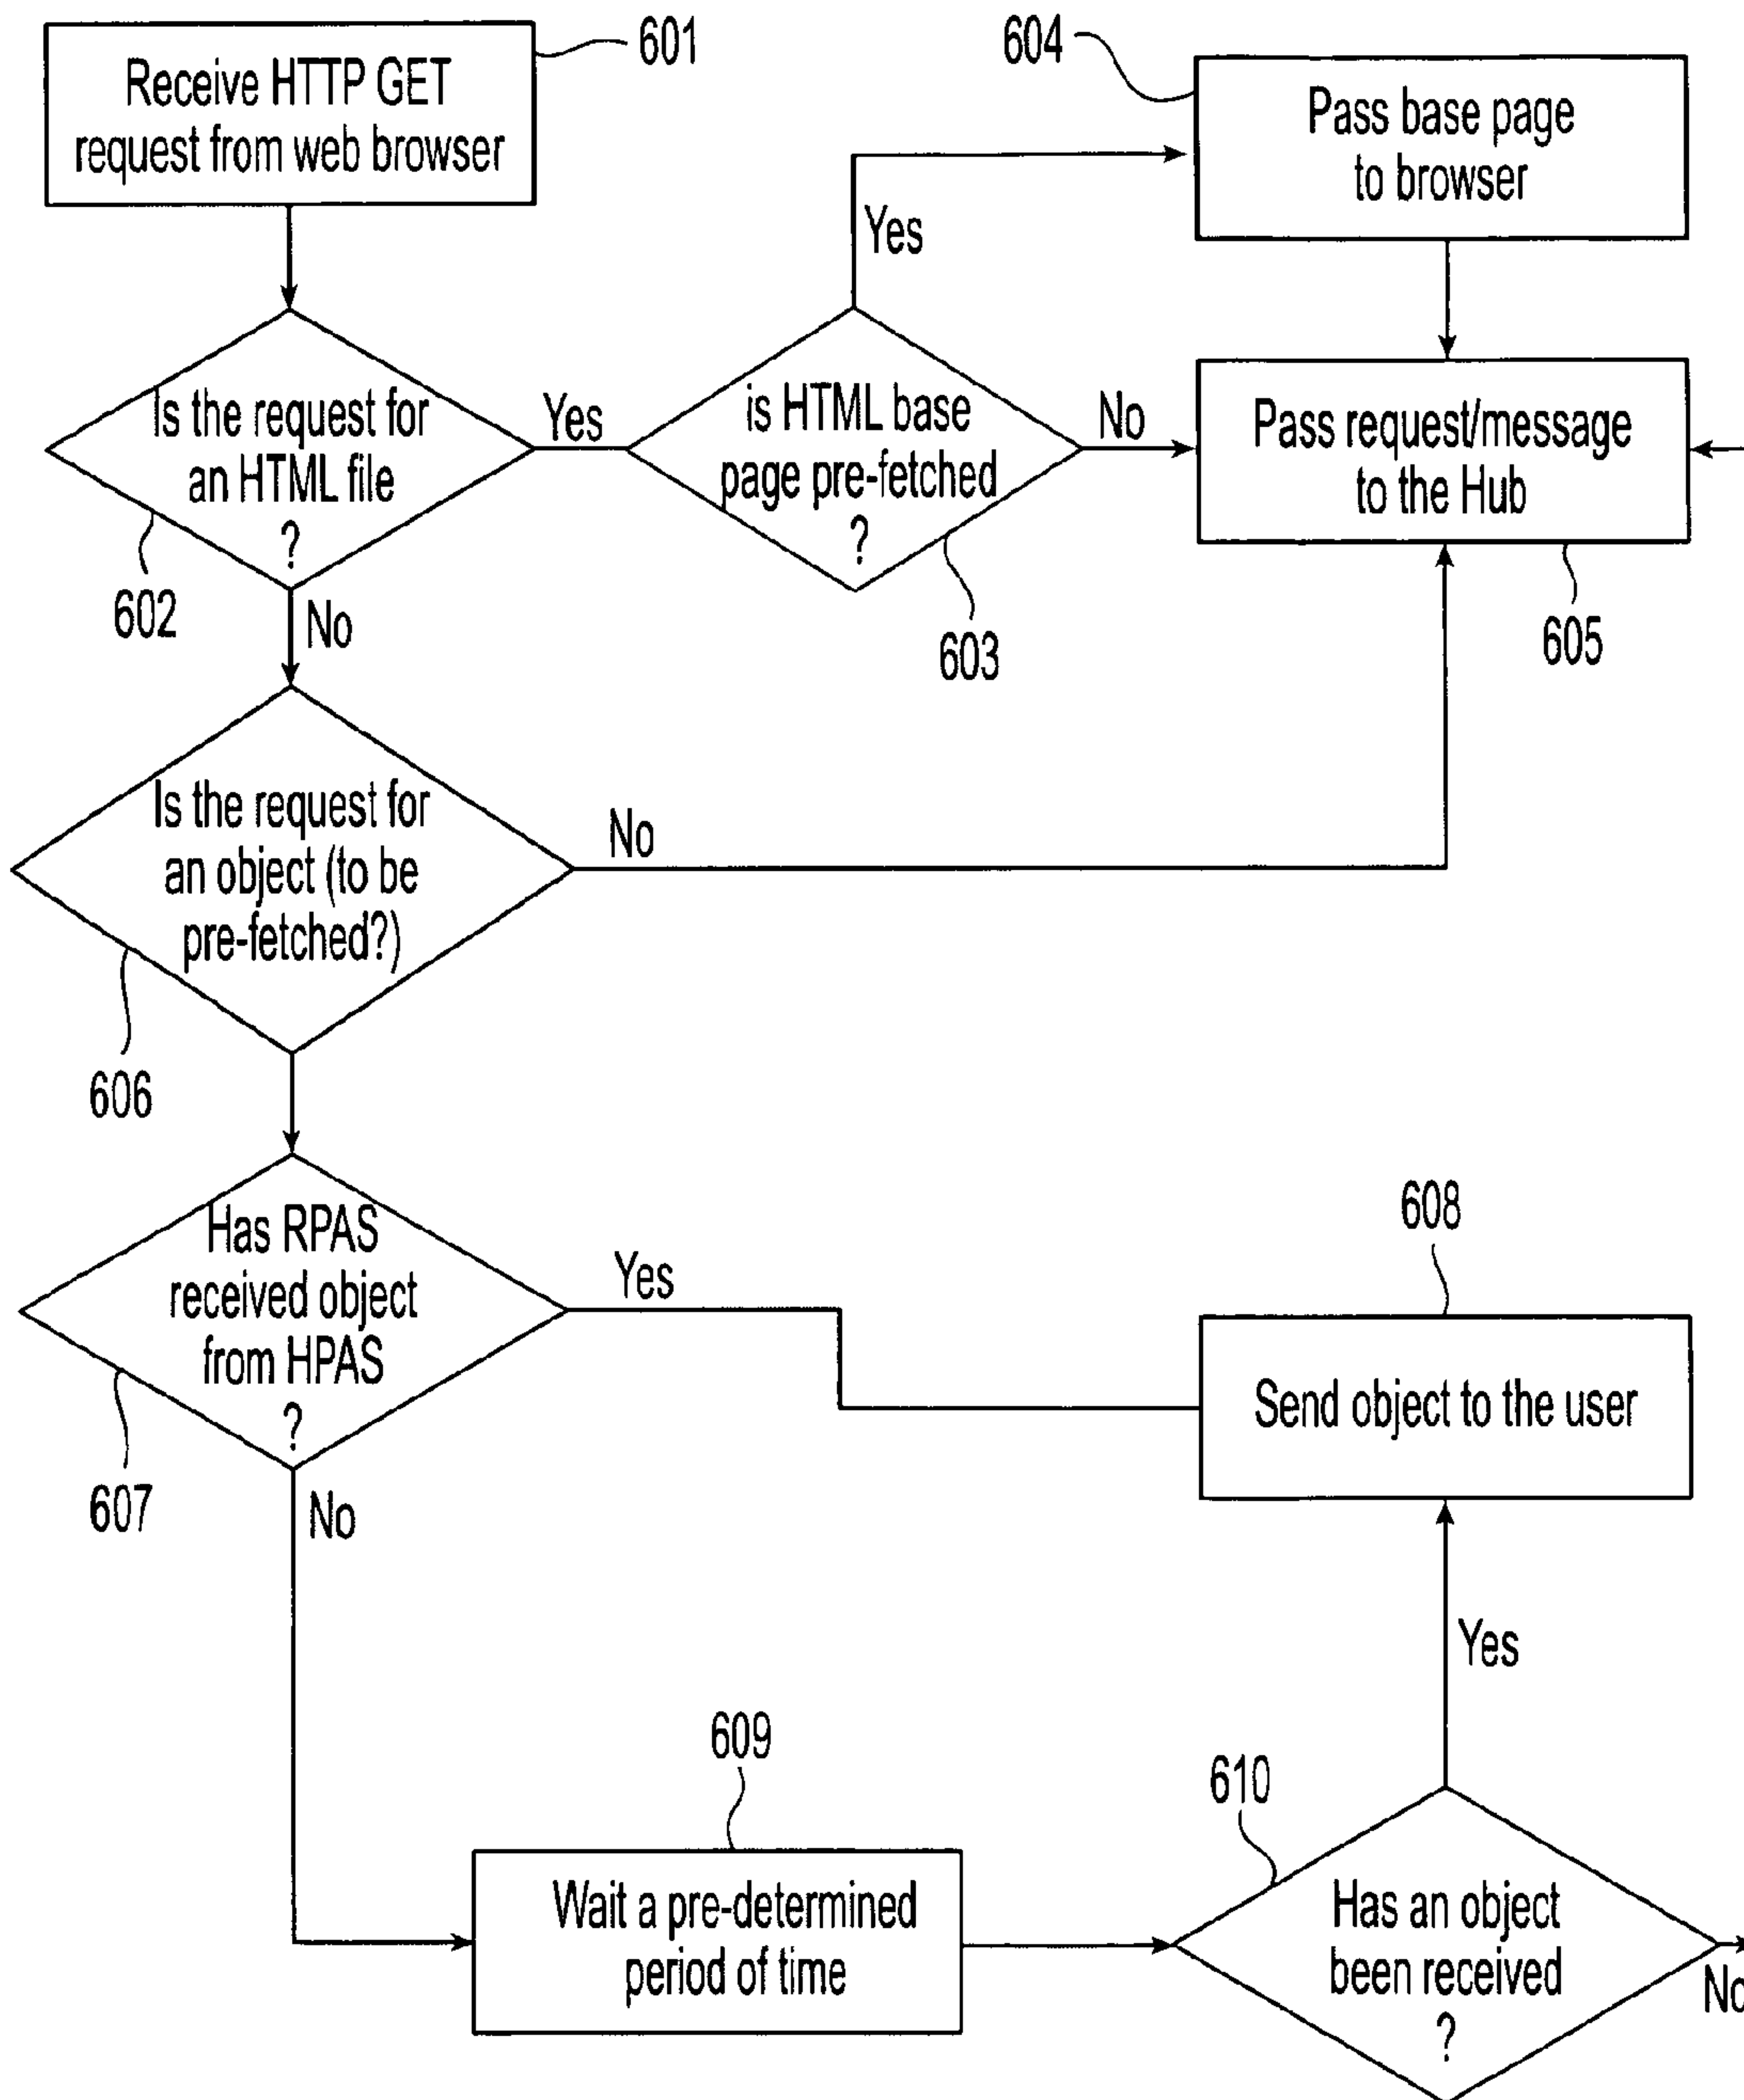 601
Receive HTTP GET
request from web browser
604
Pass base page
to browser
Yes
Is the request for
an HTML file
?
602
Yes
is HTML base
page pre-fetched
?
603
No
Pass request/message
to the Hub
605
No
Is the request for
an object (to be
pre-fetched?)
606
No
Has RPAS
received object
from HPAS
?
607
Yes
608
Send object to the user
No
Yes
609
Wait a pre-determined
period of time
610
Has an object
been received
?
No